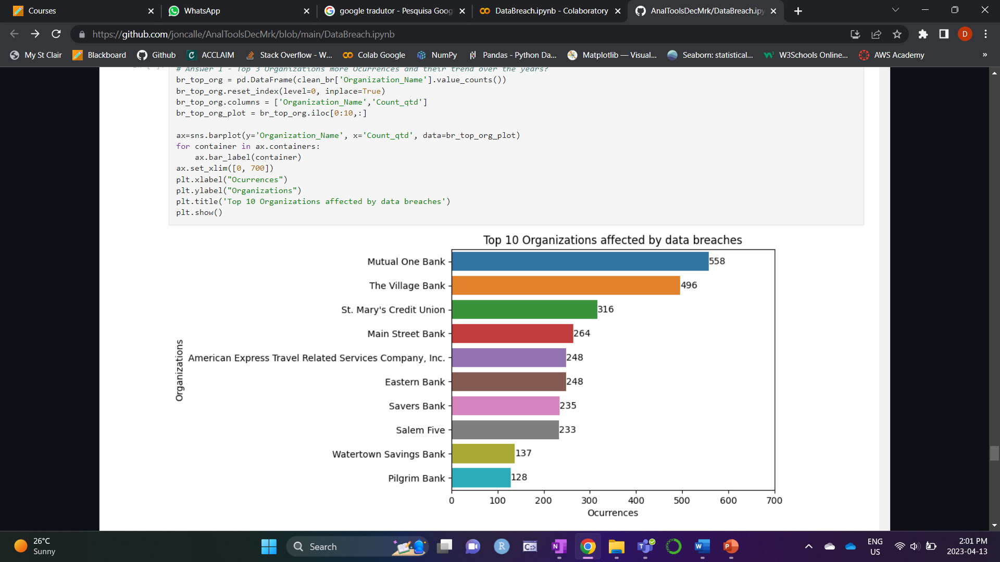 Courses
WhatsApp
google tradutor - Pesquisa Goog
DataBreach.ipynb - Colaboratory
AnalToolsDecMrk/DataBreach.ipy
https://github.com/joncalle/AnalToolsDecMrk/blob/main/DataBreach.ipynb
D
My St Clair
Blackboard
Github
ACCLAIM
Stack Overflow - W...
Colab Google
NumPy
Pandas - Python Da...
Matplotlib — Visual...
Seaborn: statistical...
W3Schools Online...
AWS Academy
»
# Answer 1 - Top 3 Organizations more Ocurrences and their trend over the years?
br_top_org = pd.DataFrame(clean_br['Organization_Name'].value_counts())
br_top_org.reset_index(level=0, inplace=True)
br_top_org.columns = ['Organization_Name','Count_qtd']
br_top_org_plot = br_top_org.iloc[0:10,:]
ax=sns.barplot(y='Organization_Name', x='Count_qtd', data=br_top_org_plot)
for container in ax.containers:
    ax.bar_label(container)
ax.set_xlim([0, 700])
plt.xlabel("Ocurrences")
plt.ylabel("Organizations")
plt.title('Top 10 Organizations affected by data breaches')
plt.show()
Top 10 Organizations affected by data breaches
Mutual One Bank 558
The Village Bank 496
St. Mary's Credit Union 316
Main Street Bank 264
American Express Travel Related Services Company, Inc. 248
Eastern Bank 248
Savers Bank 235
Salem Five 233
Watertown Savings Bank 137
Pilgrim Bank 128
Organizations
0 100 200 300 400 500 600 700
Ocurrences
26°C
Sunny
Search
ENG
US
2:01 PM
2023-04-13